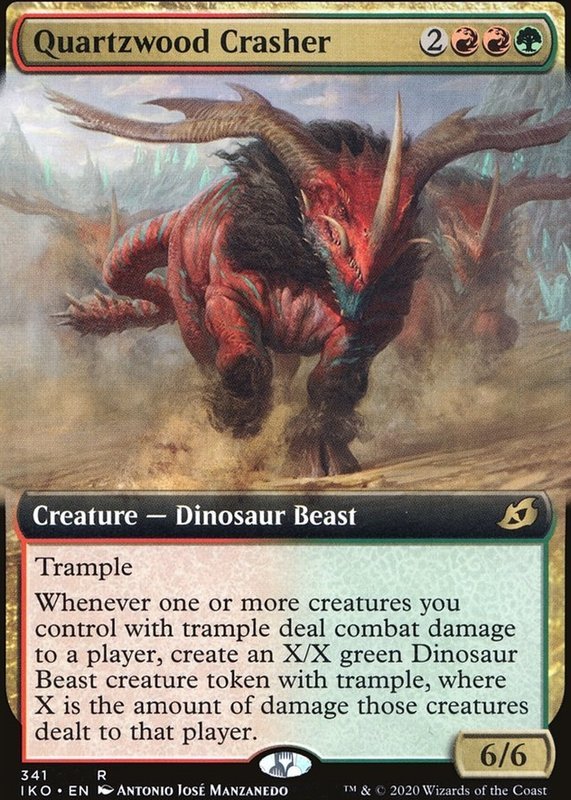 Quartzwood Crasher 2
Creature — Dinosaur Beast
Trample
Whenever one or more creatures you
control with trample deal combat damage
to a player, create an X/X green Dinosaur
Beast creature token with trample, where
X is the amount of damage those creatures
dealt to that player.
6/6
341 R
IKO • EN Antonio José Manzanedo ™ & © 2020 Wizards of the Coast